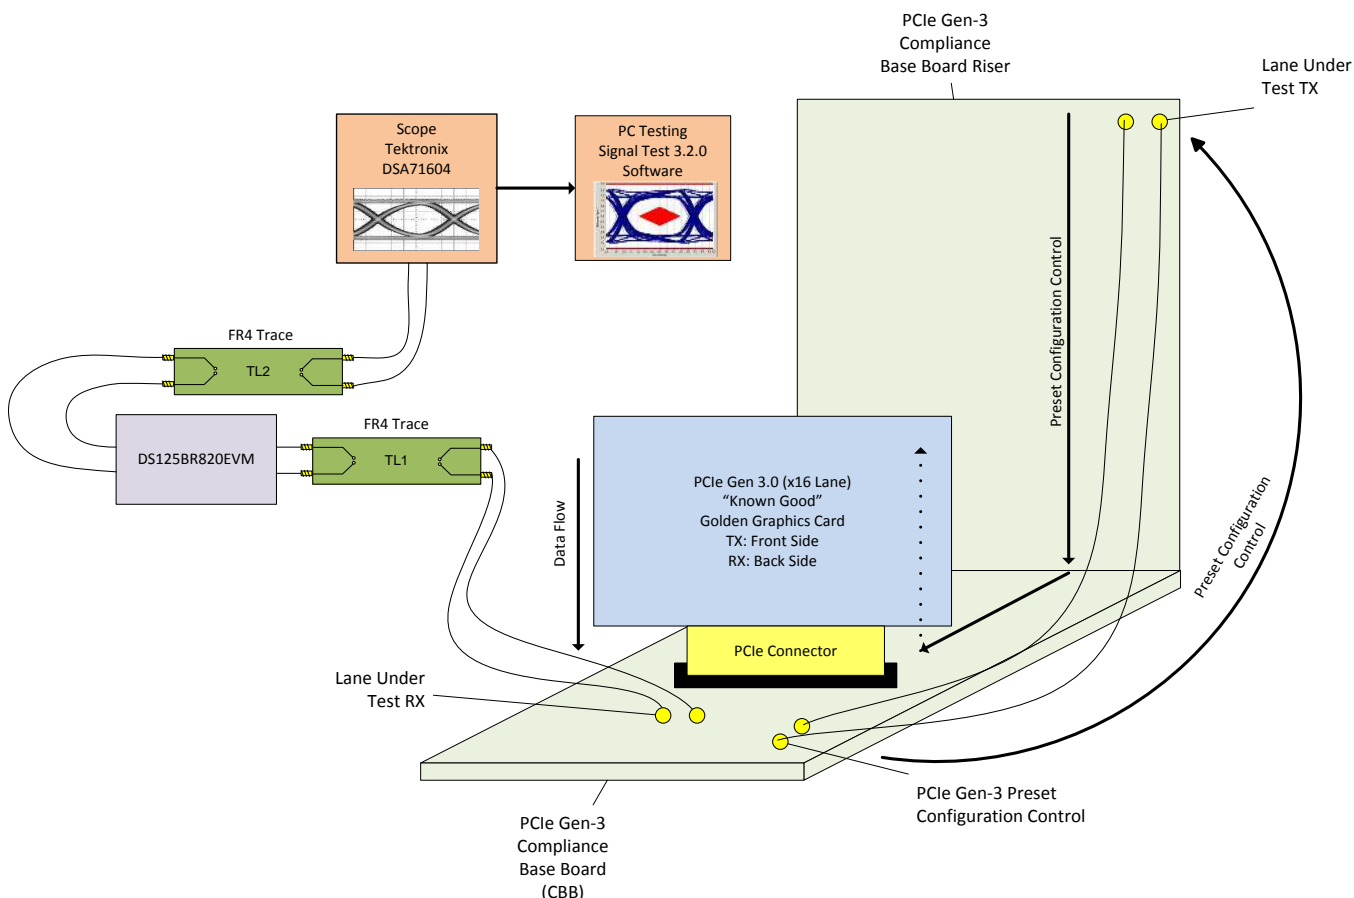 PCIe Gen-3
Compliance
Base Board Riser
Lane Under
Test TX
Scope
Tektronix
DSA71604
PC Testing
Signal Test 3.2.0
Software
Preset Configuration Control
FR4 Trace
TL2
FR4 Trace
DS125BR820EVM
TL1
Data Flow
PCIe Gen 3.0 (x16 Lane)
“Known Good”
Golden Graphics Card
TX: Front Side
RX: Back Side
Preset Configuration
Control
PCIe Connector
Lane Under
Test RX
PCIe Gen-3 Preset
Configuration Control
PCIe Gen-3
Compliance
Base Board
(CBB)